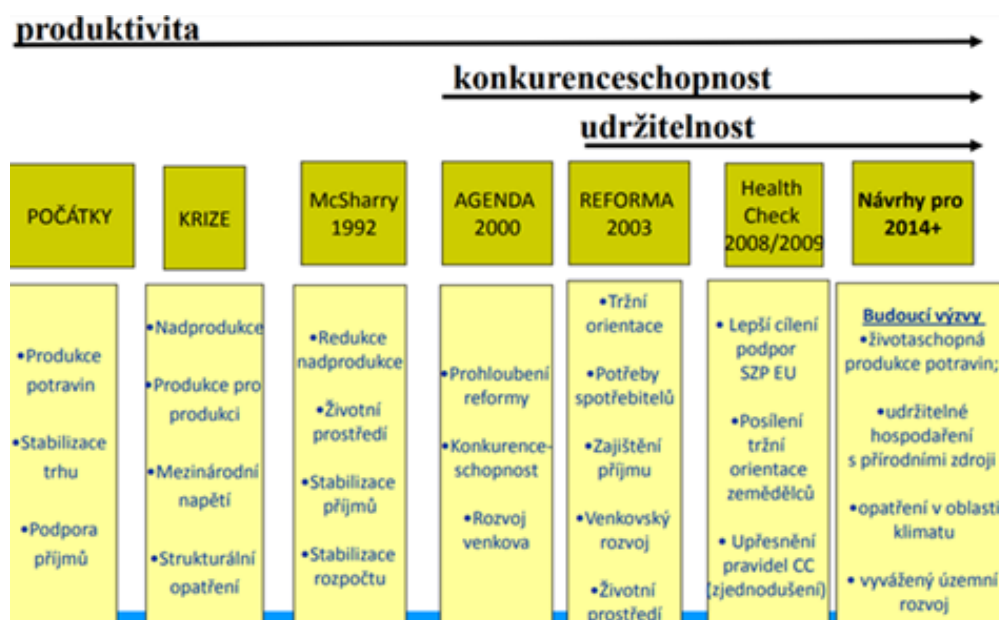 produktivita
konkurenceschopnost
udržitelnost
POČÁTKY
•Produkce
potravin
•Stabilizace
trhu
•Podpora
příjmů
KRIZE
•Nadprodukce
•Produkce pro
produkci
•Mezinárodní
napětí
•Strukturální
opatření
McSharry
1992
•Redukce
nadprodukce
•Životní
prostředí
•Stabilizace
příjmů
•Stabilizace
rozpočtu
AGENDA
2000
•Prohloubení
reformy
•Konkurence-
schopnost
•Rozvoj
venkova
REFORMA
2003
•Tržní
orientace
•Potřeby
spotřebitelů
•Zajištění
příjmu
•Venkovský
rozvoj
•Životní
prostředí
Health
Check
2008/2009
• Lepší cílení
podpor
SZP EU
• Posílení
tržní
orientace
zemědělců
• Upřesnění
pravidel CC
(zjednodušení)
Návrhy pro
2014+
Budoucí výzvy
•životaschopná
produkce potravin;
•udržitelné
hospodaření
s přírodními zdroji
•opatření v oblasti
klimatu
• vyvážený územní
rozvoj